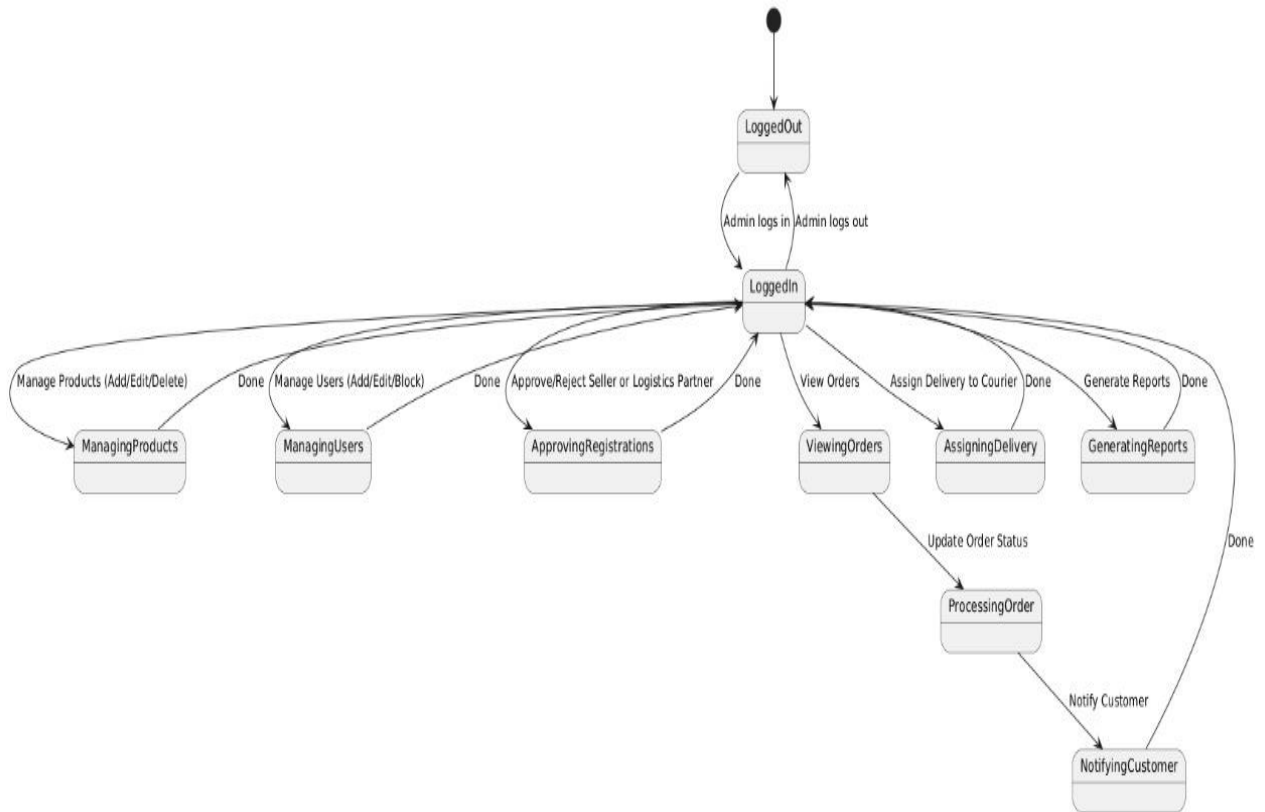 LoggedOut
Admin logs in
Admin logs out
LoggedIn
Manage Products (Add/Edit/Delete)
Done
Manage Users (Add/Edit/Block)
Done
Approve/Reject Seller or Logistics Partner
Done
View Orders
Assign Delivery to Courier
Done
Generate Reports
Done
ManagingProducts
ManagingUsers
ApprovingRegistrations
ViewingOrders
AssigningDelivery
GeneratingReports
Update Order Status
Done
ProcessingOrder
Notify Customer
NotifyingCustomer